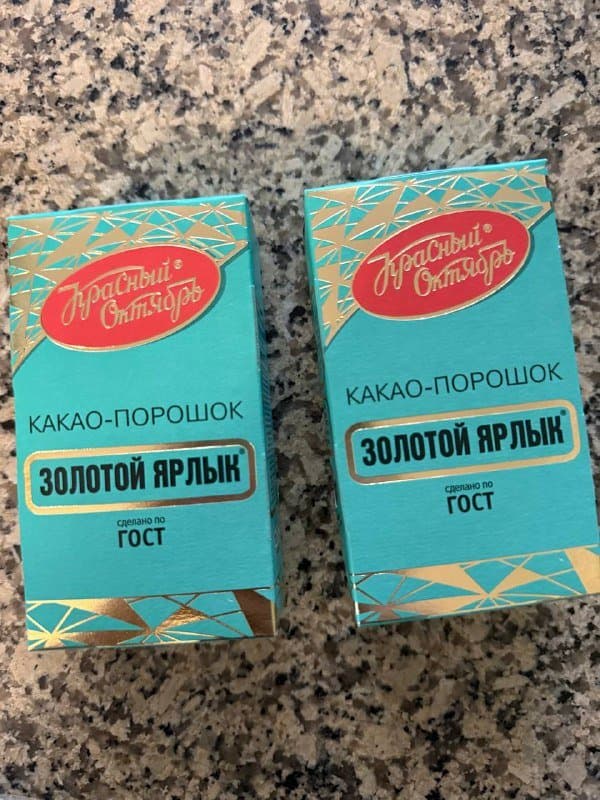 Красный®
Октябрь
КАКАО-ПОРОШОК
ЗОЛОТОЙ ЯРЛЫК®
сделано по
ГОСТ
Красный®
Октябрь
КАКАО-ПОРОШОК
ЗОЛОТОЙ ЯРЛЫК®
сделано по
ГОСТ